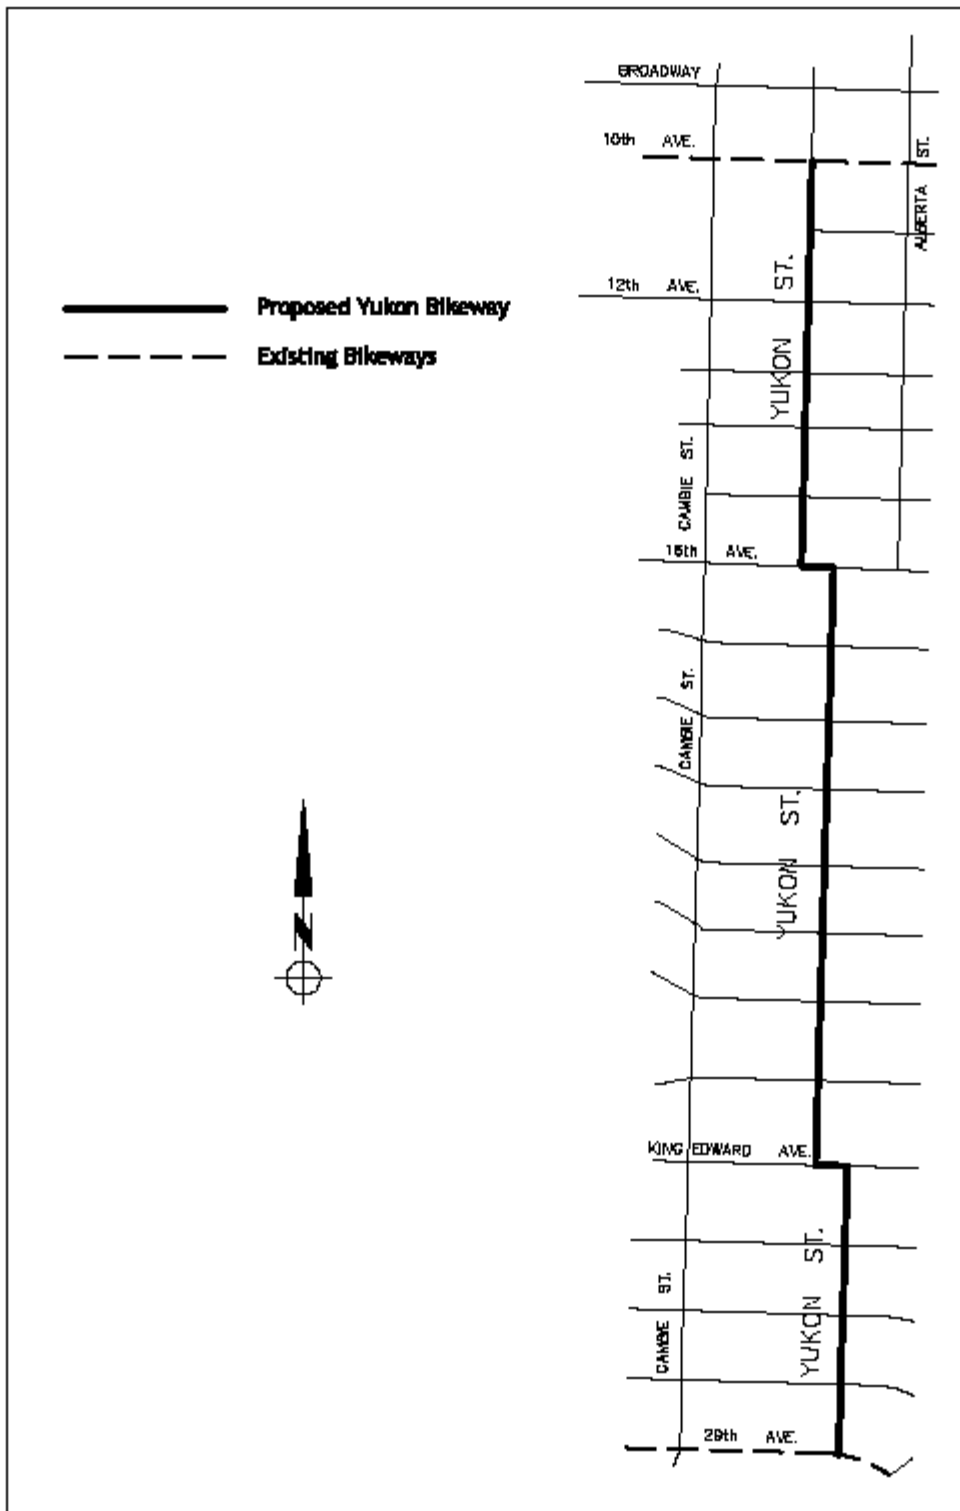 BROADWAY
10th AVE.
ST.
ALBERTA
12th AVE.
YUKON ST.
Proposed Yukon Bikeway
Existing Bikeways
CAMBIE ST.
16th AVE.
CAMBIE ST.
YUKON ST.
N
KING EDWARD AVE.
YUKON ST.
CAMBIE ST.
29th AVE.